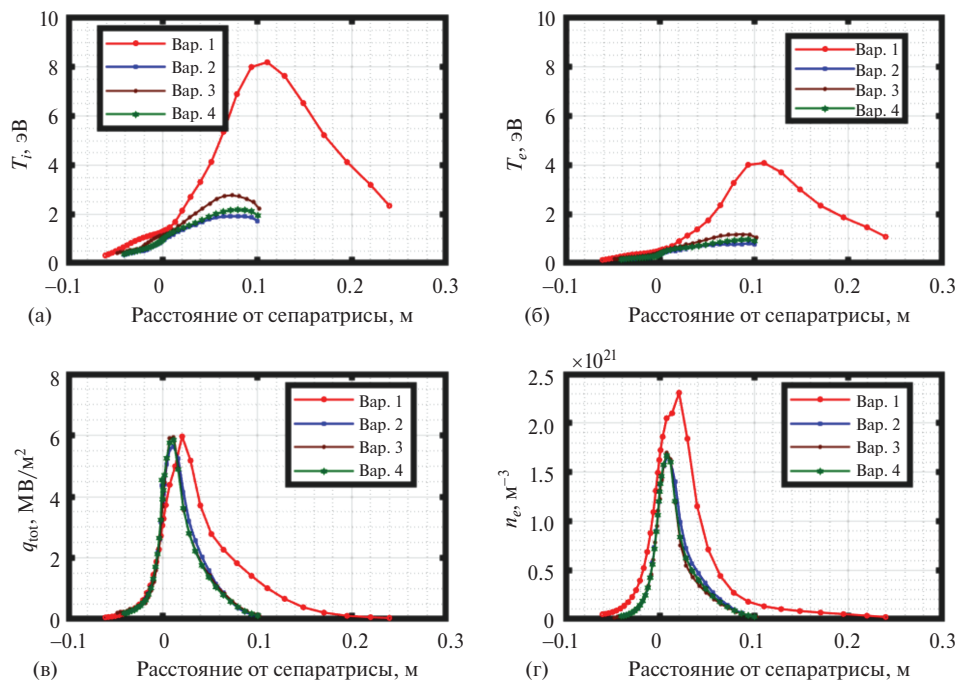 10
8
6
4
2
0
T_i, эВ
Вар. 1
Вар. 2
Вар. 3
Вар. 4
–0.1
0
0.1
0.2
0.3
(а) Расстояние от сепаратрисы, м
10
8
6
4
2
0
T_e, эВ
Вар. 1
Вар. 2
Вар. 3
Вар. 4
–0.1
0
0.1
0.2
0.3
(б) Расстояние от сепаратрисы, м
8
6
4
2
0
q_tot, МВ/м²
Вар. 1
Вар. 2
Вар. 3
Вар. 4
–0.1
0
0.1
0.2
0.3
(в) Расстояние от сепаратрисы, м
×10²¹
2.5
2.0
1.5
1.0
0.5
0
n_e, м⁻³
Вар. 1
Вар. 2
Вар. 3
Вар. 4
–0.1
0
0.1
0.2
0.3
(г) Расстояние от сепаратрисы, м